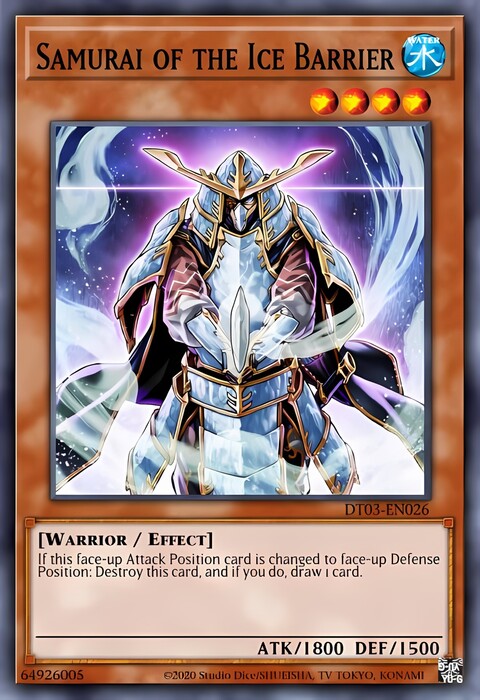 Samurai of the Ice Barrier
WATER
水
DT03-EN026
[Warrior / Effect]
If this face-up Attack Position card is changed to face-up Defense
Position: Destroy this card, and if you do, draw 1 card.
ATK/1800 DEF/1500
64926005
©2020 Studio Dice/SHUEISHA, TV TOKYO, KONAMI